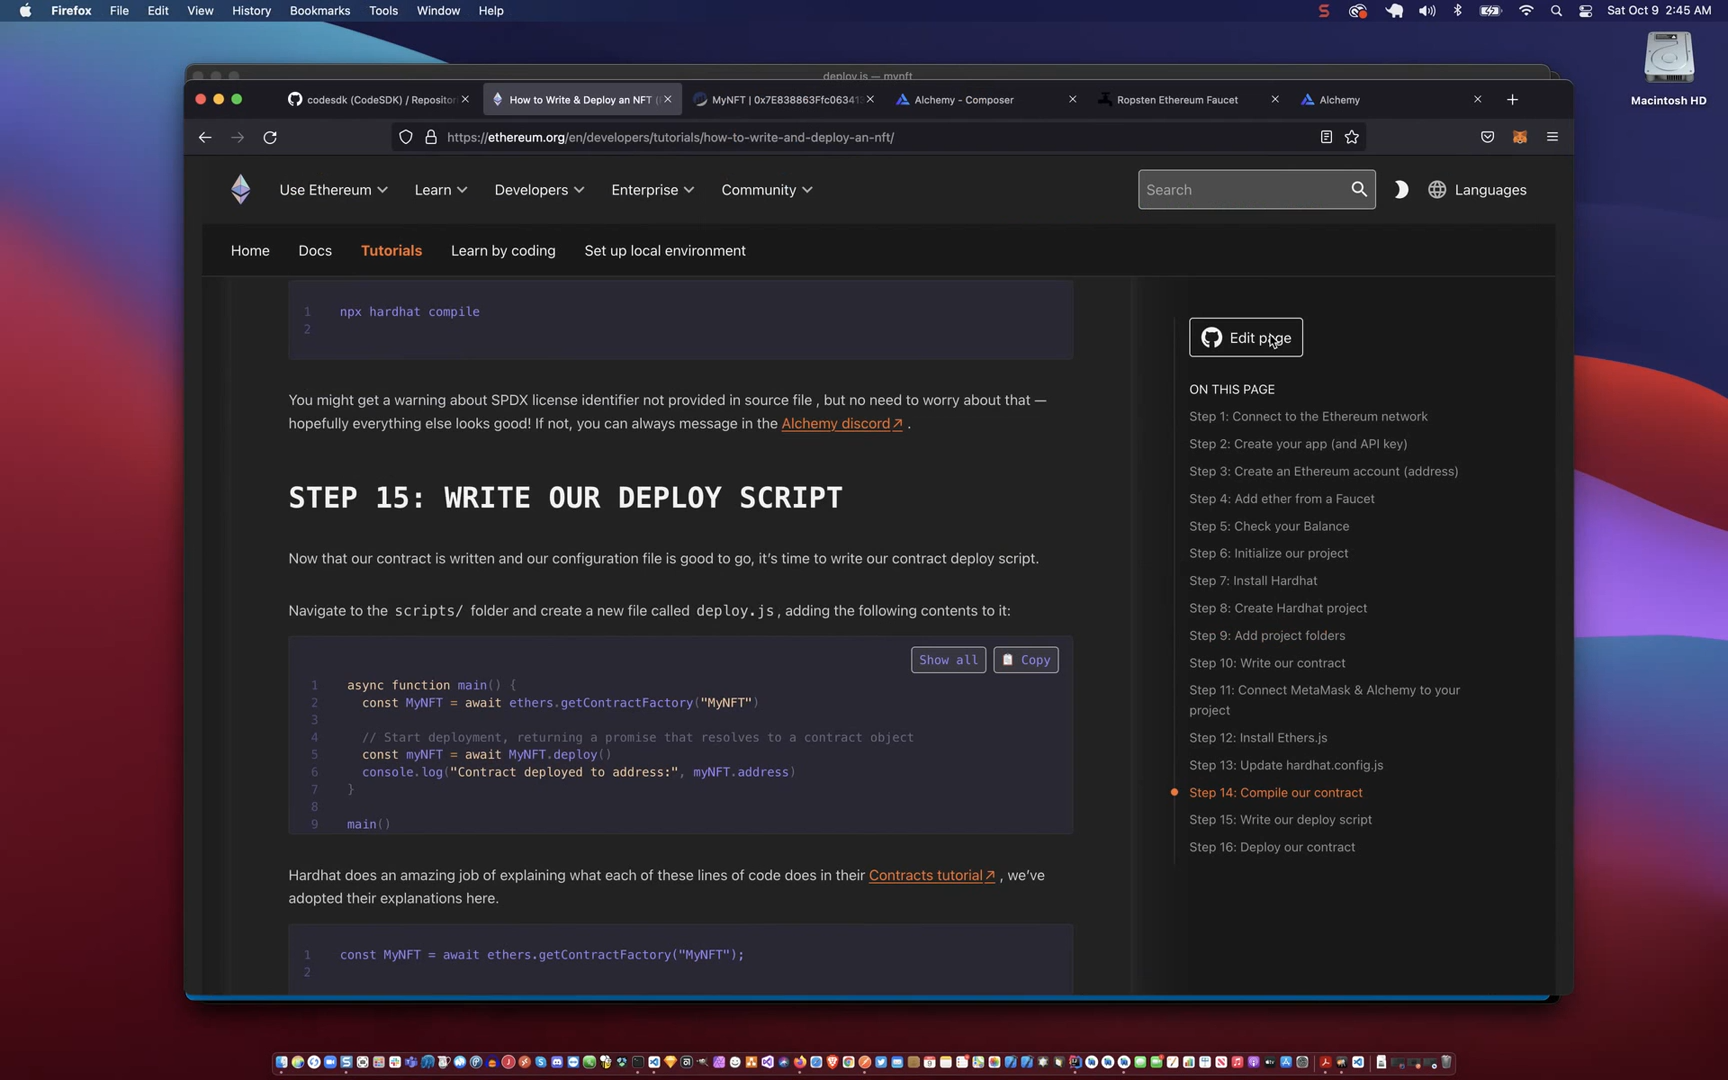 Firefox File Edit View History Bookmarks Tools Window Help
Sat Oct 9 2:45 AM
Macintosh HD
deploy.js — mynft
codesdk (CodeSDK) / Repositor
How to Write & Deploy an NFT (
MyNFT | 0x7E838863Ffc06341
Alchemy - Composer
Ropsten Ethereum Faucet
Alchemy
https://ethereum.org/en/developers/tutorials/how-to-write-and-deploy-an-nft/
Use Ethereum Learn Developers Enterprise Community
Search
Languages
Home Docs Tutorials Learn by coding Set up local environment
1 npx hardhat compile
2
You might get a warning about SPDX license identifier not provided in source file , but no need to worry about that —
hopefully everything else looks good! If not, you can always message in the Alchemy discord .
STEP 15: WRITE OUR DEPLOY SCRIPT
Now that our contract is written and our configuration file is good to go, it's time to write our contract deploy script.
Navigate to the scripts/ folder and create a new file called deploy.js, adding the following contents to it:
Show all Copy
1 async function main() {
2 const MyNFT = await ethers.getContractFactory("MyNFT")
3
4 // Start deployment, returning a promise that resolves to a contract object
5 const myNFT = await MyNFT.deploy()
6 console.log("Contract deployed to address:", myNFT.address)
7 }
8
9 main()
Hardhat does an amazing job of explaining what each of these lines of code does in their Contracts tutorial , we've
adopted their explanations here.
1 const MyNFT = await ethers.getContractFactory("MyNFT");
2
Edit page
ON THIS PAGE
Step 1: Connect to the Ethereum network
Step 2: Create your app (and API key)
Step 3: Create an Ethereum account (address)
Step 4: Add ether from a Faucet
Step 5: Check your Balance
Step 6: Initialize our project
Step 7: Install Hardhat
Step 8: Create Hardhat project
Step 9: Add project folders
Step 10: Write our contract
Step 11: Connect MetaMask & Alchemy to your
project
Step 12: Install Ethers.js
Step 13: Update hardhat.config.js
Step 14: Compile our contract
Step 15: Write our deploy script
Step 16: Deploy our contract